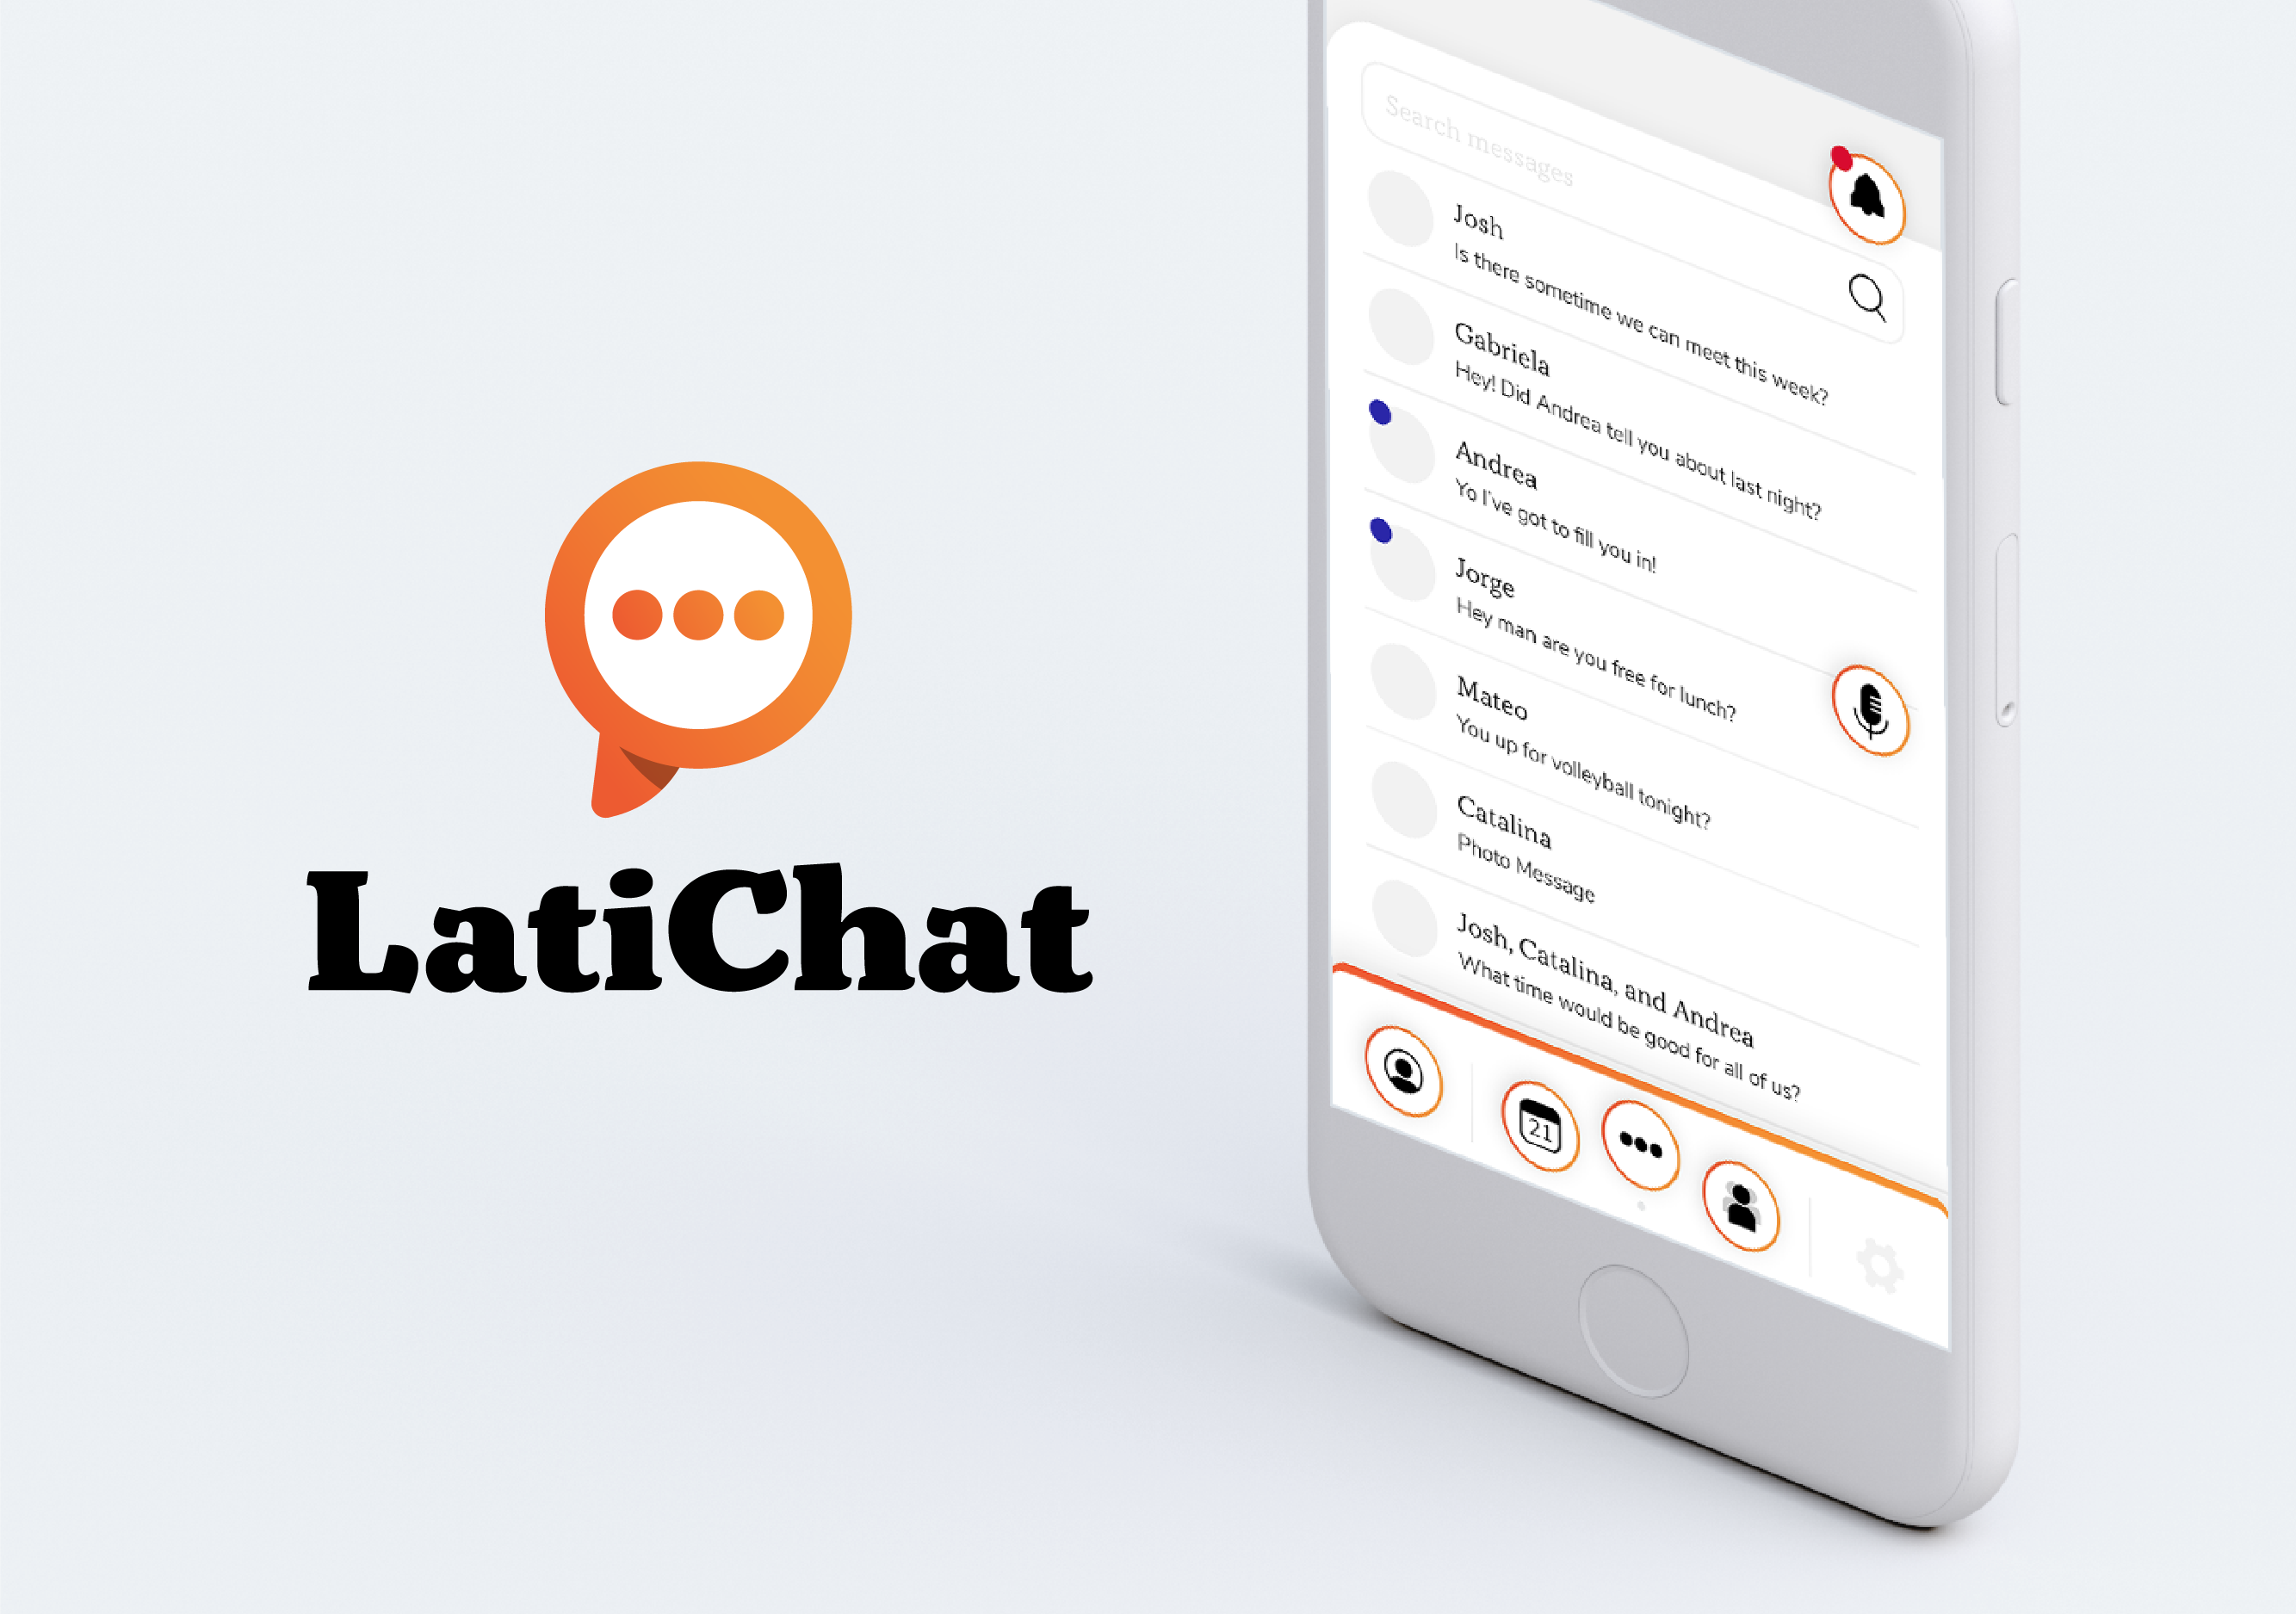 LatiChat
Search messages
Josh
Is there sometime we can meet this week?
Gabriela
Hey! Did Andrea tell you about last night?
Andrea
Yo I've got to fill you in!
Jorge
Hey man are you free for lunch?
Mateo
You up for volleyball tonight?
Catalina
Photo Message
Josh, Catalina, and Andrea
What time would be good for all of us?
21